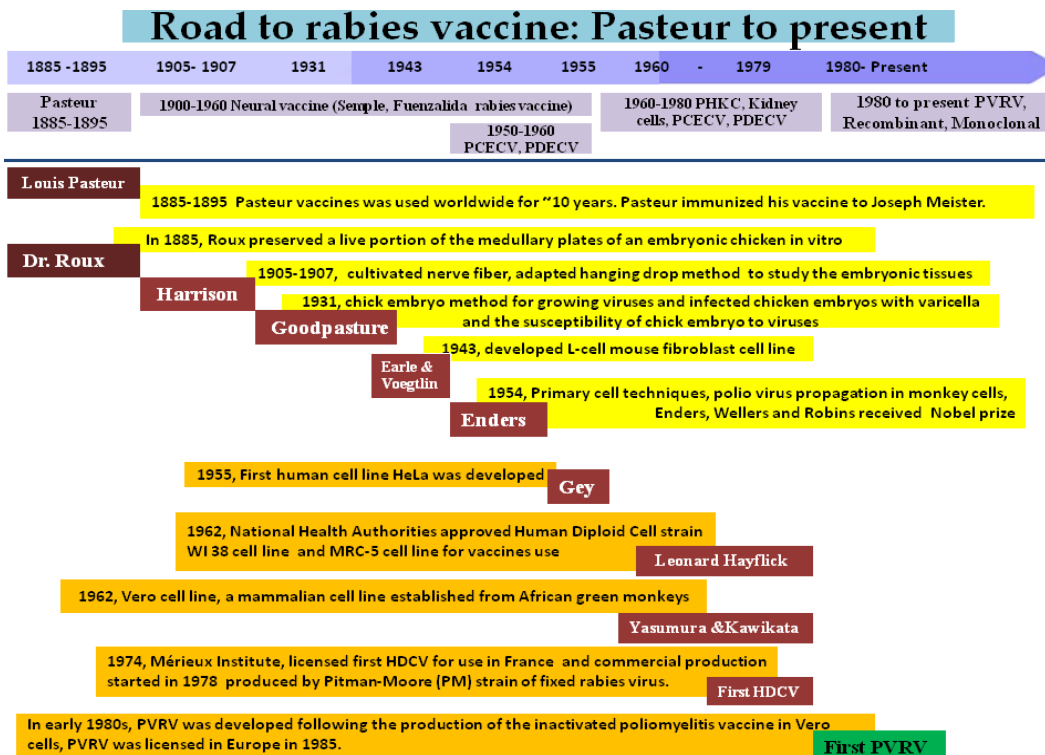 Road to rabies vaccine: Pasteur to present
1885 -1895 1905- 1907 1931 1943 1954 1955 1960 - 1979 1980- Present
Pasteur
1885-1895
1900-1960 Neural vaccine (Semple, Fuenzalida rabies vaccine)
1950-1960
PCECV, PDECV
1960-1980 PHKC, Kidney
cells, PCECV, PDECV
1980 to present PVRV,
Recombinant, Monoclonal
Louis Pasteur
1885-1895 Pasteur vaccines was used worldwide for ~10 years. Pasteur immunized his vaccine to Joseph Meister.
In 1885, Roux preserved a live portion of the medullary plates of an embryonic chicken in vitro
Dr. Roux
1905-1907, cultivated nerve fiber, adapted hanging drop method to study the embryonic tissues
Harrison
1931, chick embryo method for growing viruses and infected chicken embryos with varicella
and the susceptibility of chick embryo to viruses
Goodpasture
1943, developed L-cell mouse fibroblast cell line
Earle &
Voegtlin
1954, Primary cell techniques, polio virus propagation in monkey cells,
Enders, Wellers and Robins received Nobel prize
Enders
1955, First human cell line HeLa was developed
Gey
1962, National Health Authorities approved Human Diploid Cell strain
WI 38 cell line and MRC-5 cell line for vaccines use
Leonard Hayflick
1962, Vero cell line, a mammalian cell line established from African green monkeys
Yasumura &Kawikata
1974, Mérieux Institute, licensed first HDCV for use in France and commercial production
started in 1978 produced by Pitman-Moore (PM) strain of fixed rabies virus.
First HDCV
In early 1980s, PVRV was developed following the production of the inactivated poliomyelitis vaccine in Vero
cells, PVRV was licensed in Europe in 1985.
First PVRV